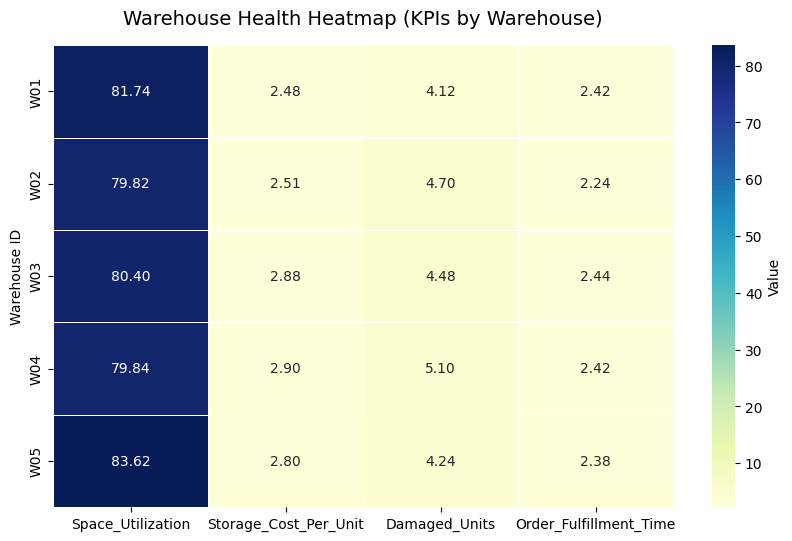 Warehouse Health Heatmap (KPIs by Warehouse)
Warehouse ID
W01 81.74 2.48 4.12 2.42
W02 79.82 2.51 4.70 2.24
W03 80.40 2.88 4.48 2.44
W04 79.84 2.90 5.10 2.42
W05 83.62 2.80 4.24 2.38
Space_Utilization Storage_Cost_Per_Unit Damaged_Units Order_Fulfillment_Time
80
70
60
50
40
30
20
10
Value